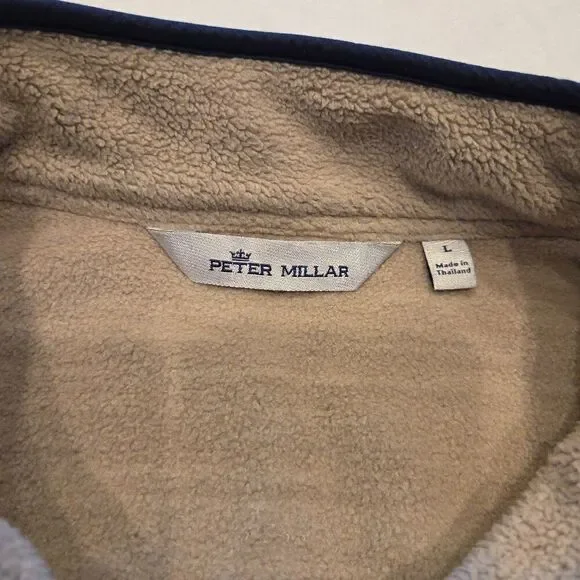 PETER MILLAR
L
Made in
Thailand